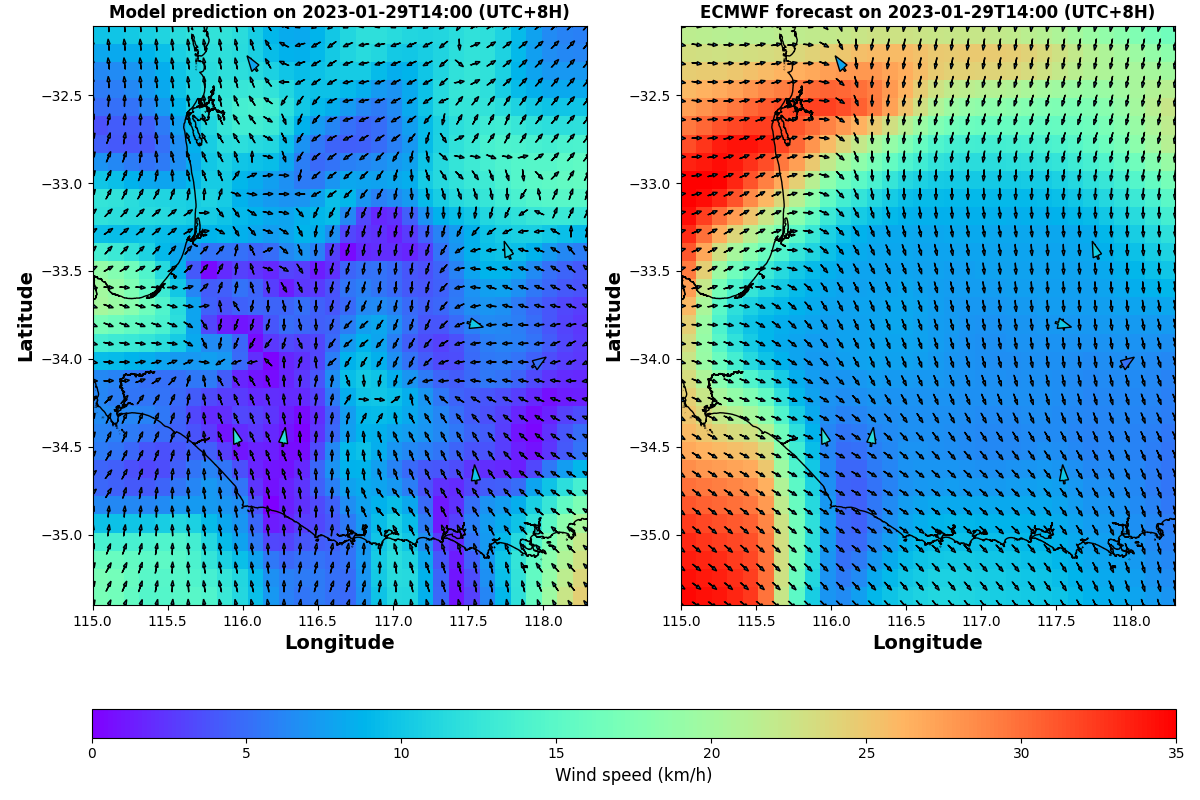 Model prediction on 2023-01-29T14:00 (UTC+8H)
ECMWF forecast on 2023-01-29T14:00 (UTC+8H)
−32.5
−33.0
−33.5
−34.0
−34.5
−35.0
Latitude
115.0 115.5 116.0 116.5 117.0 117.5 118.0
Longitude
−32.5
−33.0
−33.5
−34.0
−34.5
−35.0
Latitude
115.0 115.5 116.0 116.5 117.0 117.5 118.0
Longitude
0 5 10 15 20 25 30 35
Wind speed (km/h)